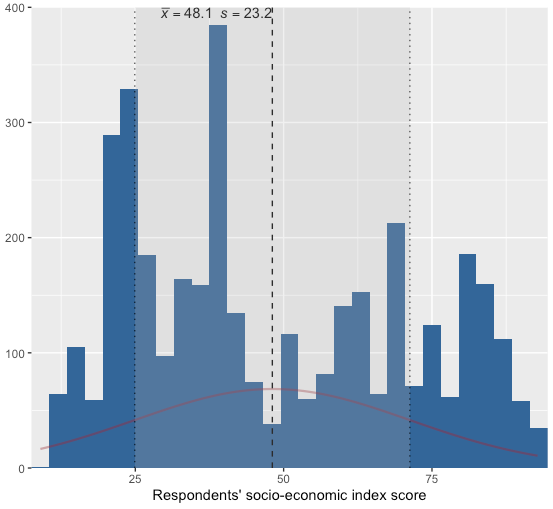 x̅ = 48.1 s = 23.2
400
300
200
100
0
25 50 75
Respondents' socio-economic index score